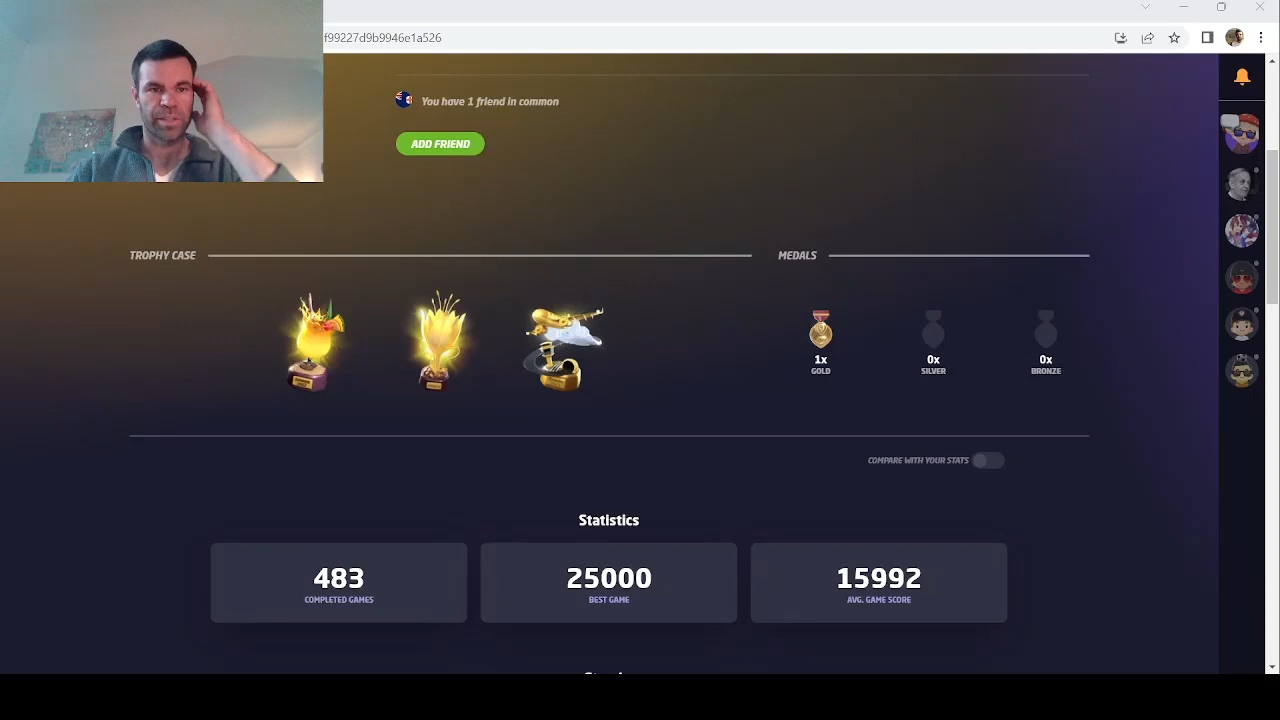 f99227d9b9946e1a526
You have 1 friend in common
ADD FRIEND
TROPHY CASE
MEDALS
1x
GOLD
0x
SILVER
0x
BRONZE
COMPARE WITH YOUR STATS
Statistics
483
COMPLETED GAMES
25000
BEST GAME
15992
AVG. GAME SCORE